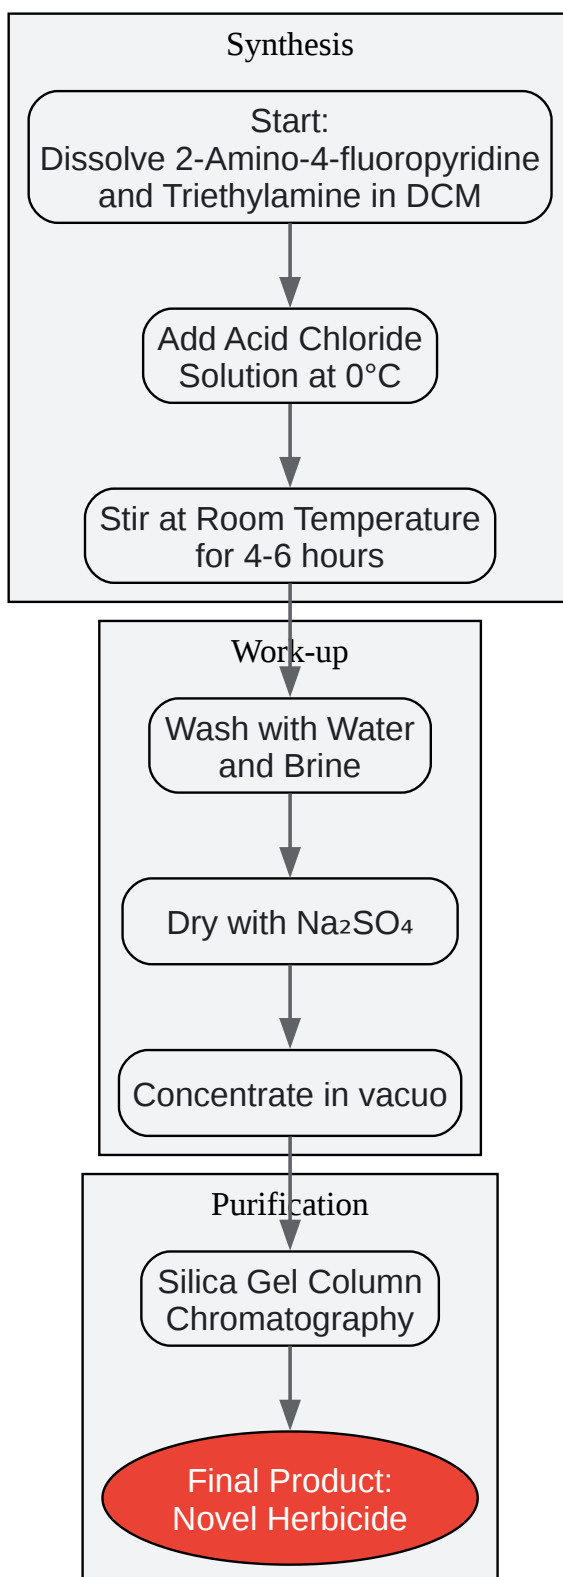 Synthesis
Start:
Dissolve 2-Amino-4-fluoropyridine
and Triethylamine in DCM
Add Acid Chloride
Solution at 0°C
Stir at Room Temperature
for 4-6 hours
Work-up
Wash with Water
and Brine
Dry with Na₂SO₄
Concentrate in vacuo
Purification
Silica Gel Column
Chromatography
Final Product:
Novel Herbicide